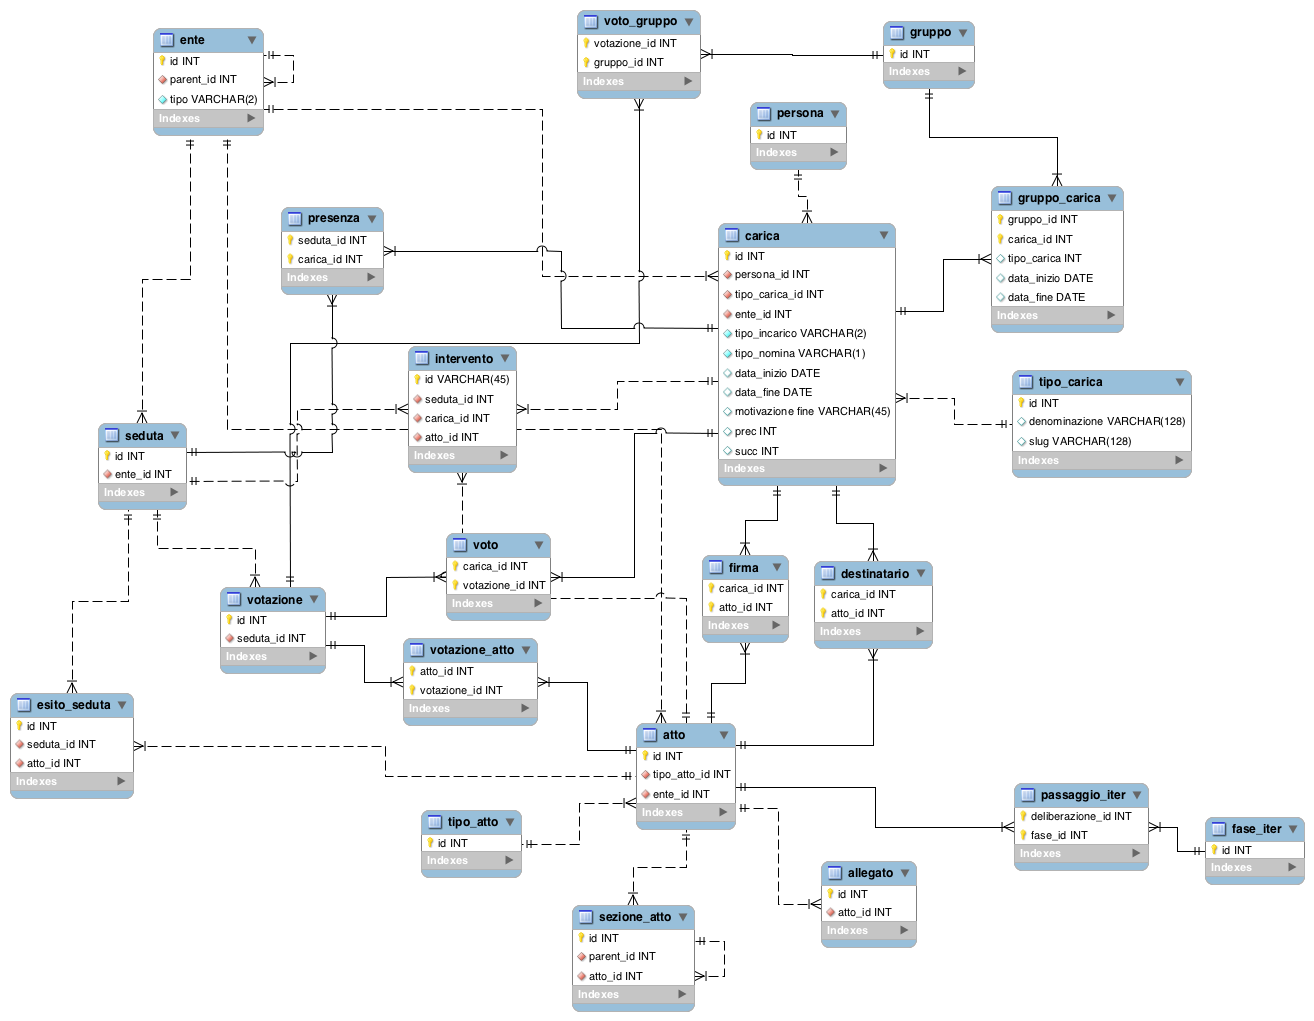 ente
id INT
parent_id INT
tipo VARCHAR(2)
Indexes
voto_gruppo
votazione_id INT
gruppo_id INT
Indexes
gruppo
id INT
Indexes
persona
id INT
Indexes
gruppo_carica
gruppo_id INT
carica_id INT
tipo_carica INT
data_inizio DATE
data_fine DATE
Indexes
presenza
seduta_id INT
carica_id INT
Indexes
carica
id INT
persona_id INT
tipo_carica_id INT
ente_id INT
tipo_incarico VARCHAR(2)
tipo_nomina VARCHAR(1)
data_inizio DATE
data_fine DATE
motivazione fine VARCHAR(45)
prec INT
succ INT
Indexes
intervento
id VARCHAR(45)
seduta_id INT
carica_id INT
atto_id INT
Indexes
tipo_carica
id INT
denominazione VARCHAR(128)
slug VARCHAR(128)
Indexes
seduta
id INT
ente_id INT
Indexes
voto
carica_id INT
votazione_id INT
Indexes
firma
carica_id INT
atto_id INT
Indexes
destinatario
carica_id INT
atto_id INT
Indexes
votazione
id INT
seduta_id INT
Indexes
votazione_atto
atto_id INT
votazione_id INT
Indexes
esito_seduta
id INT
seduta_id INT
atto_id INT
Indexes
atto
id INT
tipo_atto_id INT
ente_id INT
Indexes
tipo_atto
id INT
Indexes
passaggio_iter
deliberazione_id INT
fase_id INT
Indexes
fase_iter
id INT
Indexes
allegato
id INT
atto_id INT
Indexes
sezione_atto
id INT
parent_id INT
atto_id INT
Indexes